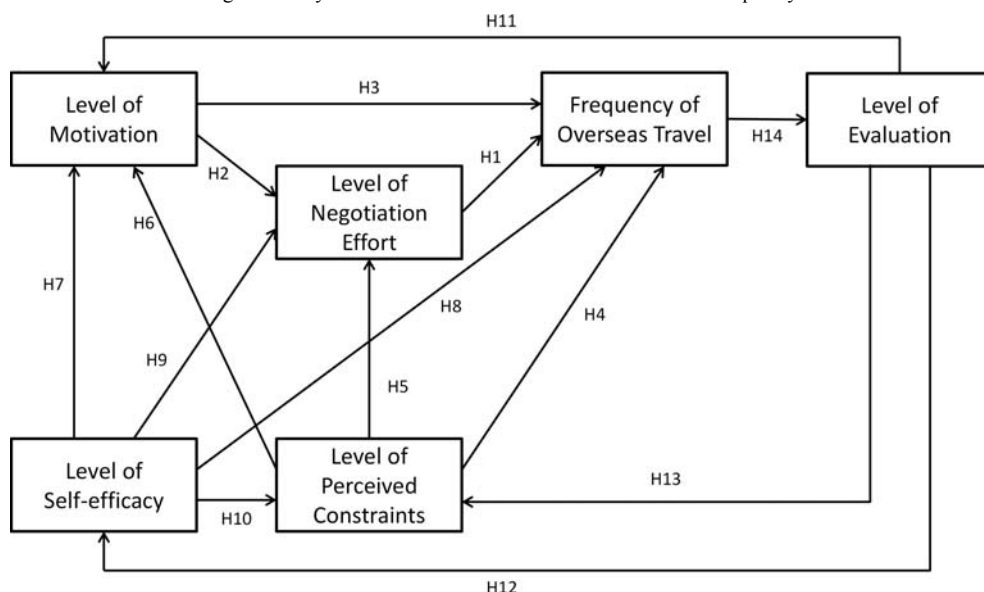 H11
Level of
Motivation
H3
Frequency of
Overseas Travel
H14
Level of
Evaluation
H2
H1
Level of
Negotiation
Effort
H6
H7
H8
H4
H9
H5
Level of
Self-efficacy
H10
Level of
Perceived
Constraints
H13
H12